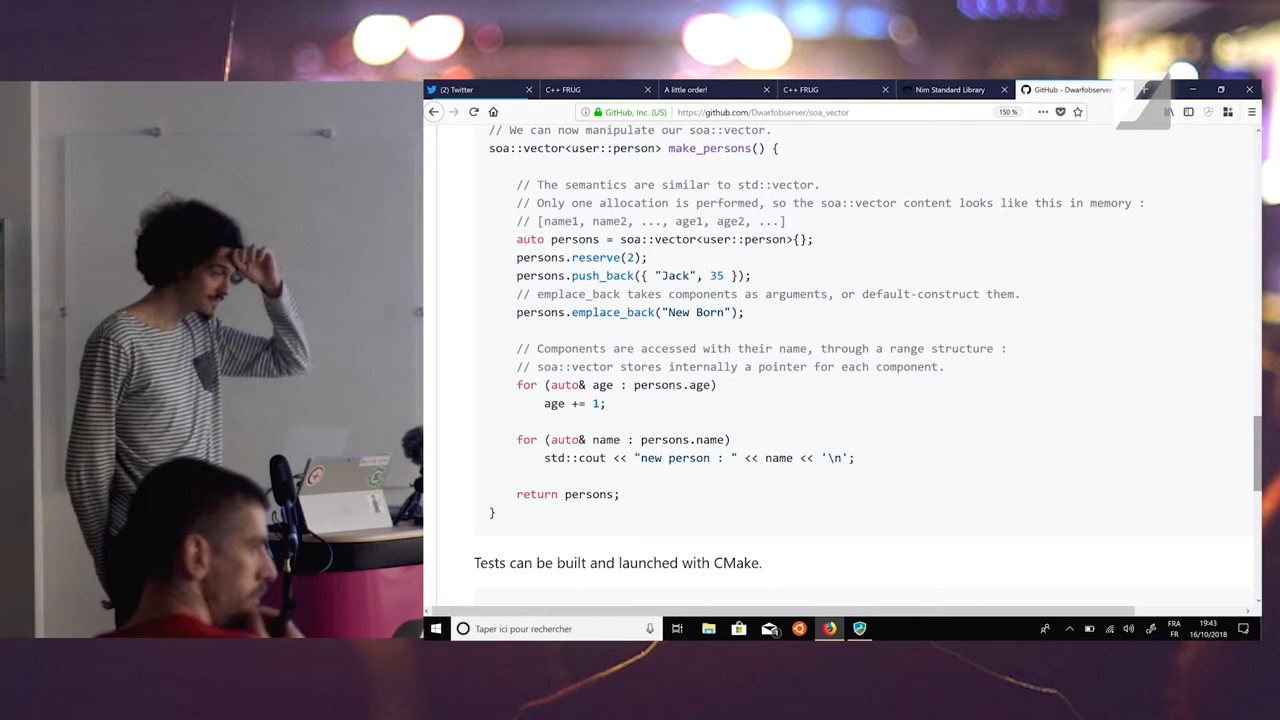 (2) Twitter
C++ FRUG
A little order!
C++ FRUG
Nim Standard Library
GitHub - Dwarfobserver
GitHub, Inc. (US)
https://github.com/Dwarfobserver/soa_vector
150 %
// We can now manipulate our soa::vector.
soa::vector<user::person> make_persons() {
// The semantics are similar to std::vector.
// Only one allocation is performed, so the soa::vector content looks like this in memory :
// [name1, name2, ..., age1, age2, ...]
auto persons = soa::vector<user::person>{};
persons.reserve(2);
persons.push_back({ "Jack", 35 });
// emplace_back takes components as arguments, or default-construct them.
persons.emplace_back("New Born");
// Components are accessed with their name, through a range structure :
// soa::vector stores internally a pointer for each component.
for (auto& age : persons.age)
age += 1;
for (auto& name : persons.name)
std::cout << "new person : " << name << '\n';
return persons;
}
Tests can be built and launched with CMake.
Taper ici pour rechercher
FRA
FR
19:43
16/10/2018